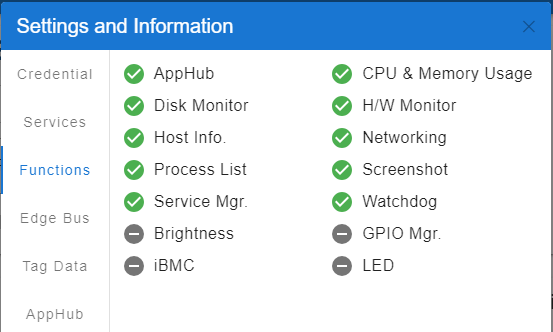 Settings and Information
Credential
Services
Functions
Edge Bus
Tag Data
AppHub
AppHub
CPU & Memory Usage
Disk Monitor
H/W Monitor
Host Info.
Networking
Process List
Screenshot
Service Mgr.
Watchdog
Brightness
GPIO Mgr.
iBMC
LED